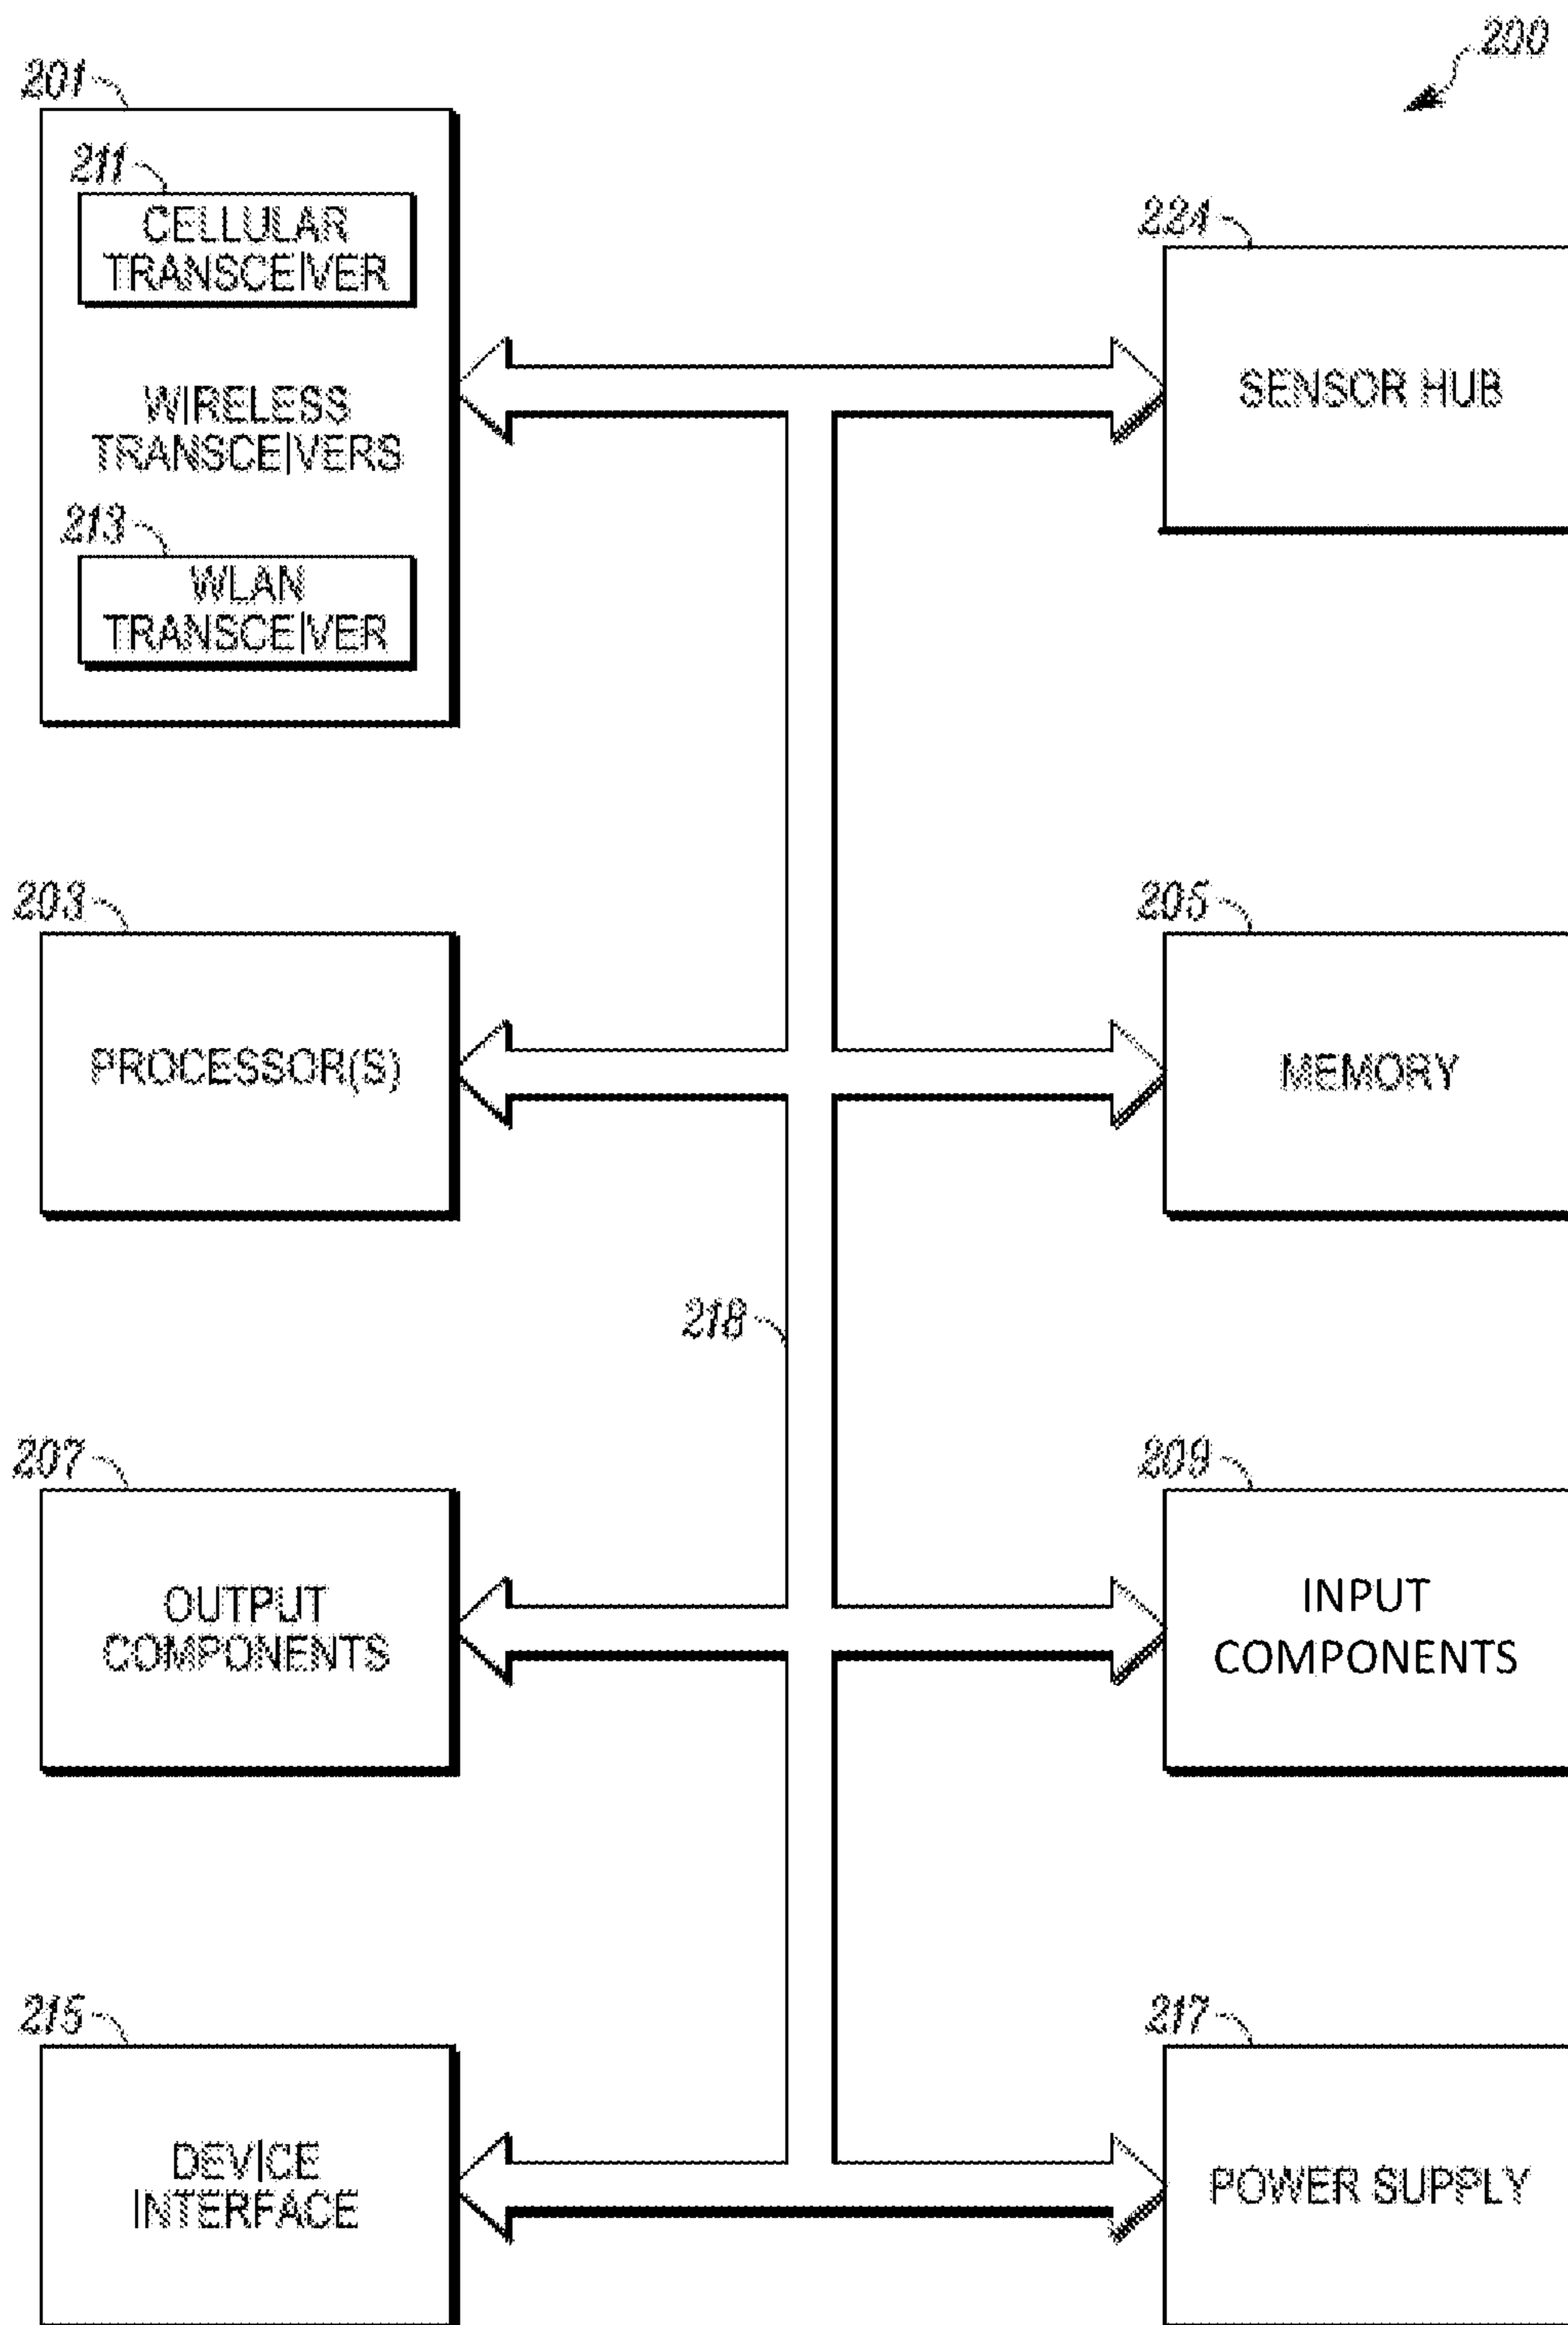 200
201
211
CELLULAR
TRANSCEIVER
WIRELESS
TRANSCEIVERS
213
WLAN
TRANSCEIVER
224
SENSOR HUB
203
PROCESSOR(S)
205
MEMORY
218
207
OUTPUT
COMPONENTS
209
INPUT
COMPONENTS
215
DEVICE
INTERFACE
217
POWER SUPPLY